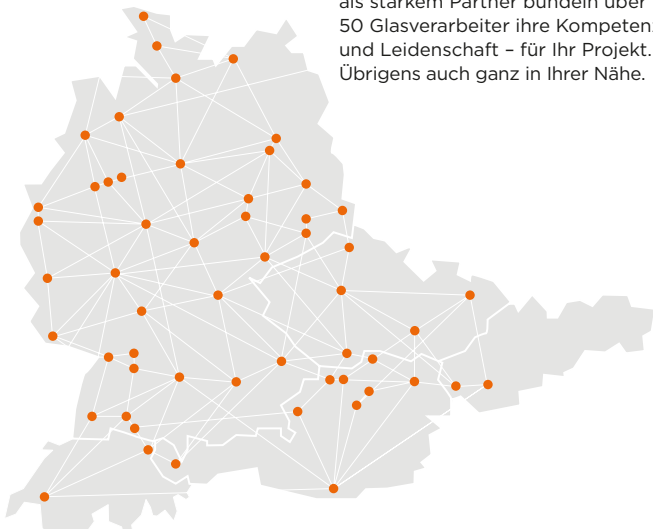 als starkem Partner bündeln über
50 Glasverarbeiter ihre Kompetenz
und Leidenschaft – für Ihr Projekt.
Übrigens auch ganz in Ihrer Nähe.